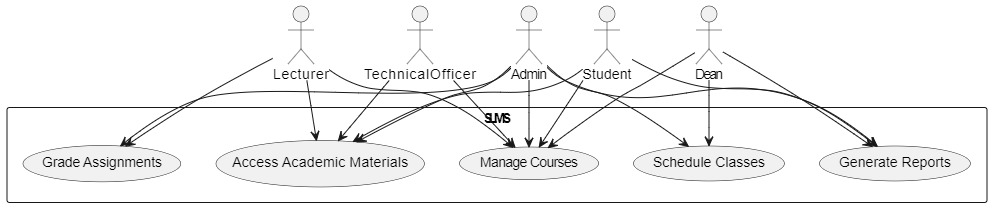 Lecturer
TechnicalOfficer
Admin
Student
Dean
SLMS
Grade Assignments
Access Academic Materials
Manage Courses
Schedule Classes
Generate Reports